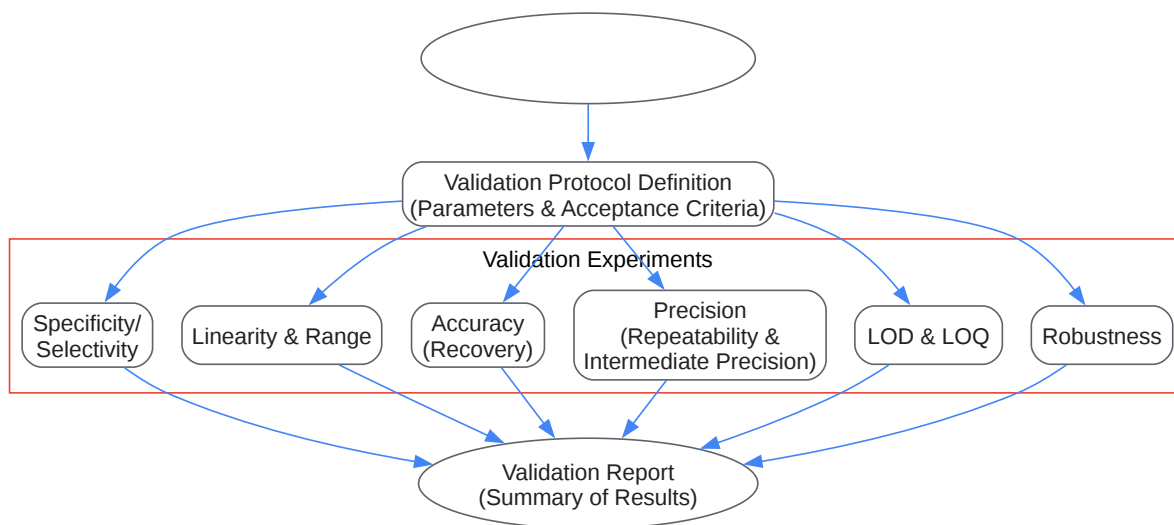 Validation Protocol Definition
(Parameters & Acceptance Criteria)
Validation Experiments
Specificity/
Selectivity
Linearity & Range
Accuracy
(Recovery)
Precision
(Repeatability &
Intermediate Precision)
LOD & LOQ
Robustness
Validation Report
(Summary of Results)